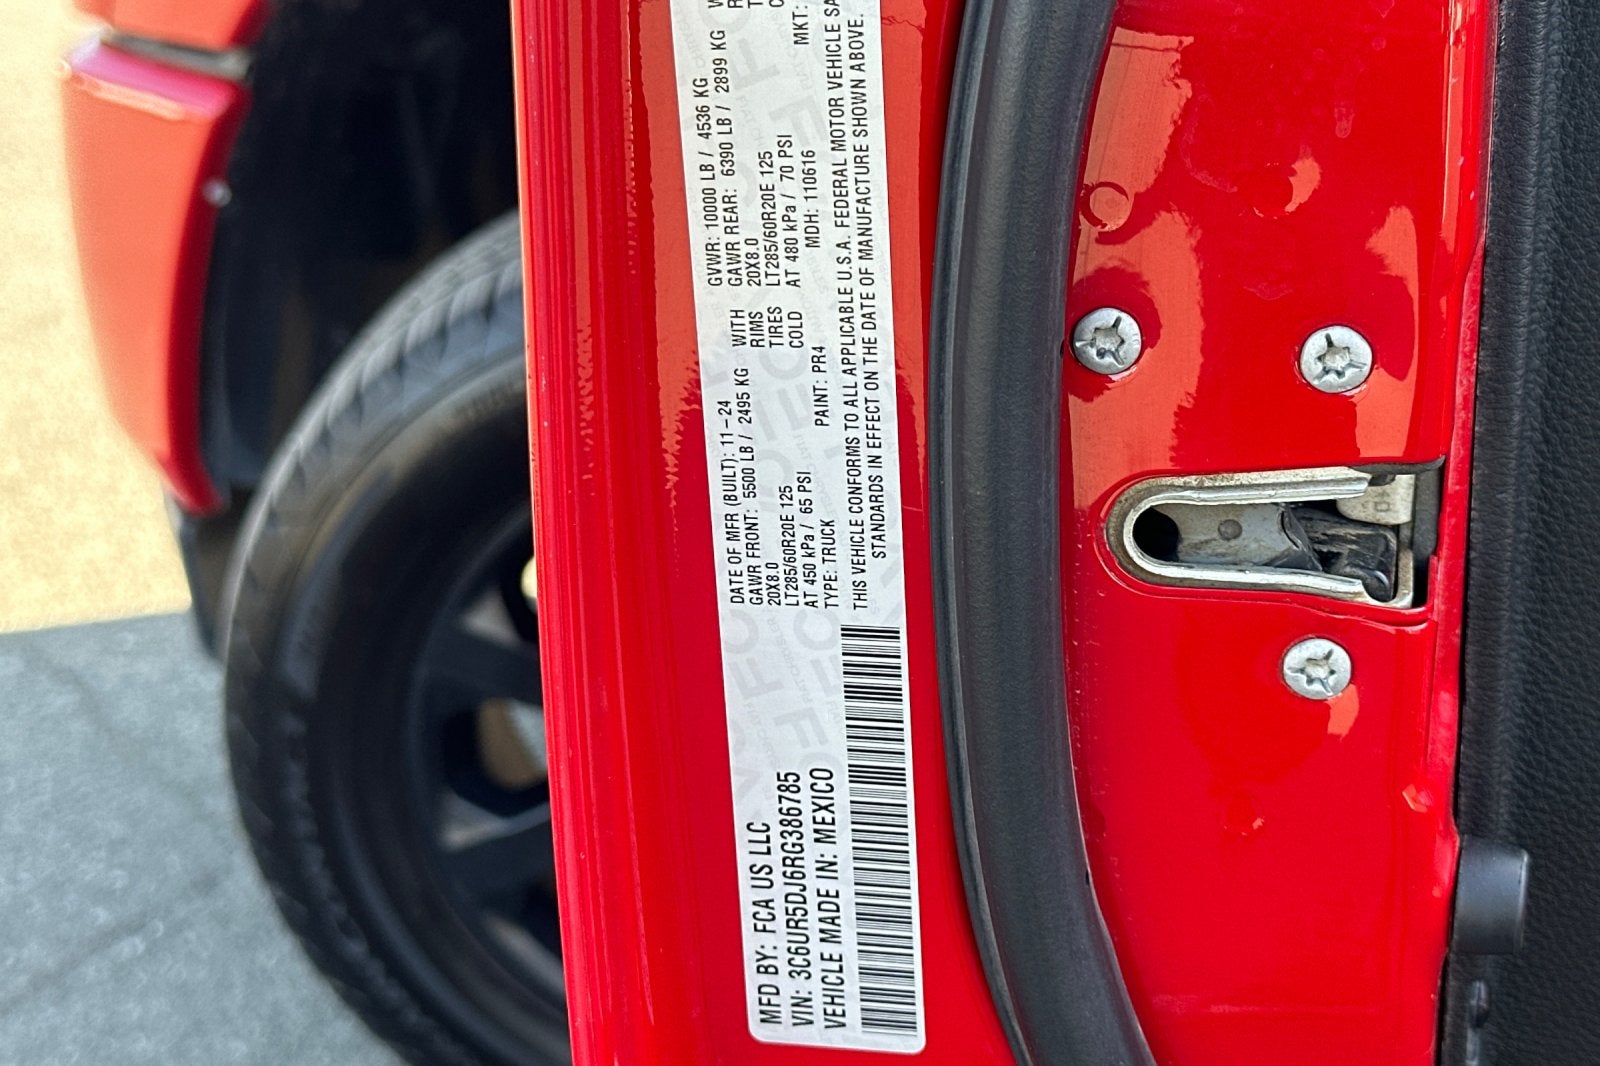 MFD BY: FCA US LLC
VIN: 3C6UR5DJ6RG386785
VEHICLE MADE IN: MEXICO
DATE OF MFR (BUILT): 11-24 GVWR: 10000 LB / 4536 KG
GAWR FRONT: 5500 LB / 2495 KG WITH GAWR REAR: 6390 LB / 2899 KG
20X8.0 RIMS 20X8.0
LT285/60R20E 125 TIRES LT285/60R20E 125
AT 450 kPa / 65 PSI COLD AT 480 kPa / 70 PSI
TYPE: TRUCK PAINT: PR4 MDH: 110616 MKT:
THIS VEHICLE CONFORMS TO ALL APPLICABLE U.S.A. FEDERAL MOTOR VEHICLE SA
STANDARDS IN EFFECT ON THE DATE OF MANUFACTURE SHOWN ABOVE.